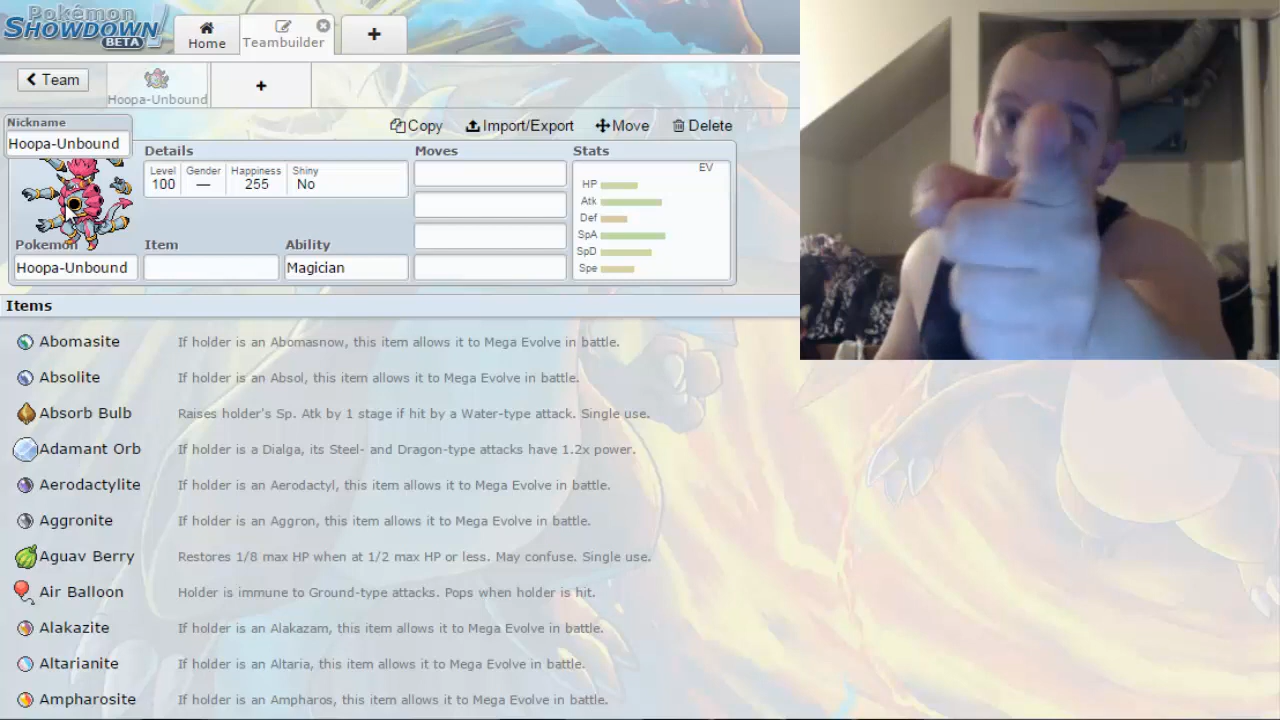 Pokémon
SHOWDOWN!
BETA
Home
Teambuilder
+
Team
Hoopa-Unbound
+
Copy
Import/Export
Move
Delete
Nickname
Hoopa-Unbound
Details
Moves
Stats
Level
100
Gender
—
Happiness
255
Shiny
No
EV
HP
Atk
Def
SpA
SpD
Spe
Pokemon
Hoopa-Unbound
Item
Ability
Magician
Items
Abomasite If holder is an Abomasnow, this item allows it to Mega Evolve in battle.
Absolite If holder is an Absol, this item allows it to Mega Evolve in battle.
Absorb Bulb Raises holder's Sp. Atk by 1 stage if hit by a Water-type attack. Single use.
Adamant Orb If holder is a Dialga, its Steel- and Dragon-type attacks have 1.2x power.
Aerodactylite If holder is an Aerodactyl, this item allows it to Mega Evolve in battle.
Aggronite If holder is an Aggron, this item allows it to Mega Evolve in battle.
Aguav Berry Restores 1/8 max HP when at 1/2 max HP or less. May confuse. Single use.
Air Balloon Holder is immune to Ground-type attacks. Pops when holder is hit.
Alakazite If holder is an Alakazam, this item allows it to Mega Evolve in battle.
Altarianite If holder is an Altaria, this item allows it to Mega Evolve in battle.
Ampharosite If holder is an Ampharos, this item allows it to Mega Evolve in battle.